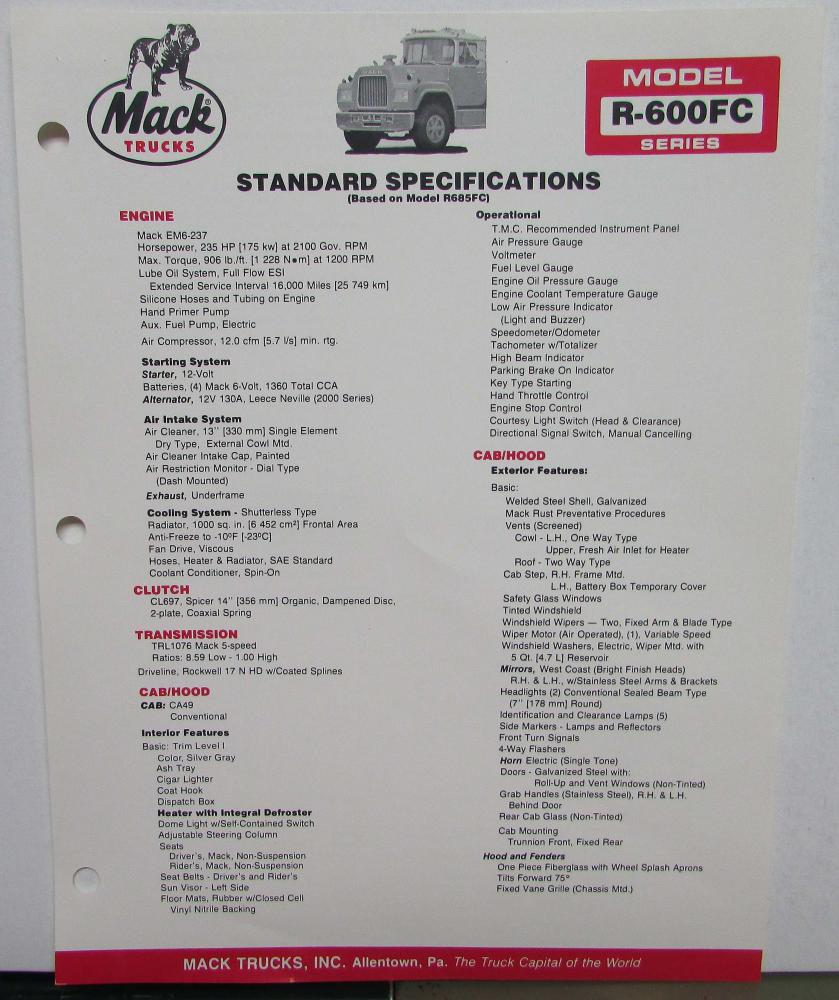 Mack®
TRUCKS
MACK
MODEL
R-600FC
SERIES
STANDARD SPECIFICATIONS
(Based on Model R685FC)
ENGINE
Mack EM6-237
Horsepower, 235 HP [175 kw] at 2100 Gov. RPM
Max. Torque, 906 lb./ft. [1 228 N●m] at 1200 RPM
Lube Oil System, Full Flow ESI
Extended Service Interval 16,000 Miles [25 749 km]
Silicone Hoses and Tubing on Engine
Hand Primer Pump
Aux. Fuel Pump, Electric
Air Compressor, 12.0 cfm [5.7 l/s] min. rtg.
Starting System
Starter, 12-Volt
Batteries, (4) Mack 6-Volt, 1360 Total CCA
Alternator, 12V 130A, Leece Neville (2000 Series)
Air Intake System
Air Cleaner, 13" [330 mm] Single Element
Dry Type, External Cowl Mtd.
Air Cleaner Intake Cap, Painted
Air Restriction Monitor - Dial Type
(Dash Mounted)
Exhaust, Underframe
Cooling System - Shutterless Type
Radiator, 1000 sq. in. [6 452 cm²] Frontal Area
Anti-Freeze to -10ºF [-23ºC]
Fan Drive, Viscous
Hoses, Heater & Radiator, SAE Standard
Coolant Conditioner, Spin-On
CLUTCH
CL697, Spicer 14" [356 mm] Organic, Dampened Disc,
2-plate, Coaxial Spring
TRANSMISSION
TRL1076 Mack 5-speed
Ratios: 8.59 Low - 1.00 High
Driveline, Rockwell 17 N HD w/Coated Splines
CAB/HOOD
CAB: CA49
Conventional
Interior Features
Basic: Trim Level I
Color, Silver Gray
Ash Tray
Cigar Lighter
Coat Hook
Dispatch Box
Heater with Integral Defroster
Dome Light w/Self-Contained Switch
Adjustable Steering Column
Seats
Driver's, Mack, Non-Suspension
Rider's, Mack, Non-Suspension
Seat Belts - Driver's and Rider's
Sun Visor - Left Side
Floor Mats, Rubber w/Closed Cell
Vinyl Nitrile Backing
Operational
T.M.C. Recommended Instrument Panel
Air Pressure Gauge
Voltmeter
Fuel Level Gauge
Engine Oil Pressure Gauge
Engine Coolant Temperature Gauge
Low Air Pressure Indicator
(Light and Buzzer)
Speedometer/Odometer
Tachometer w/Totalizer
High Beam Indicator
Parking Brake On Indicator
Key Type Starting
Hand Throttle Control
Engine Stop Control
Courtesy Light Switch (Head & Clearance)
Directional Signal Switch, Manual Cancelling
CAB/HOOD
Exterior Features:
Basic:
Welded Steel Shell, Galvanized
Mack Rust Preventative Procedures
Vents (Screened)
Cowl - L.H., One Way Type
Upper, Fresh Air Inlet for Heater
Roof - Two Way Type
Cab Step, R.H. Frame Mtd.
L.H., Battery Box Temporary Cover
Safety Glass Windows
Tinted Windshield
Windshield Wipers — Two, Fixed Arm & Blade Type
Wiper Motor (Air Operated), (1), Variable Speed
Windshield Washers, Electric, Wiper Mtd. with
5 Qt. [4.7 L] Reservoir
Mirrors, West Coast (Bright Finish Heads)
R.H. & L.H., w/Stainless Steel Arms & Brackets
Headlights (2) Conventional Sealed Beam Type
(7" [178 mm] Round)
Identification and Clearance Lamps (5)
Side Markers - Lamps and Reflectors
Front Turn Signals
4-Way Flashers
Horn Electric (Single Tone)
Doors - Galvanized Steel with:
Roll-Up and Vent Windows (Non-Tinted)
Grab Handles (Stainless Steel), R.H. & L.H.
Behind Door
Rear Cab Glass (Non-Tinted)
Cab Mounting
Trunnion Front, Fixed Rear
Hood and Fenders
One Piece Fiberglass with Wheel Splash Aprons
Tilts Forward 75º
Fixed Vane Grille (Chassis Mtd.)
MACK TRUCKS, INC. Allentown, Pa. The Truck Capital of the World